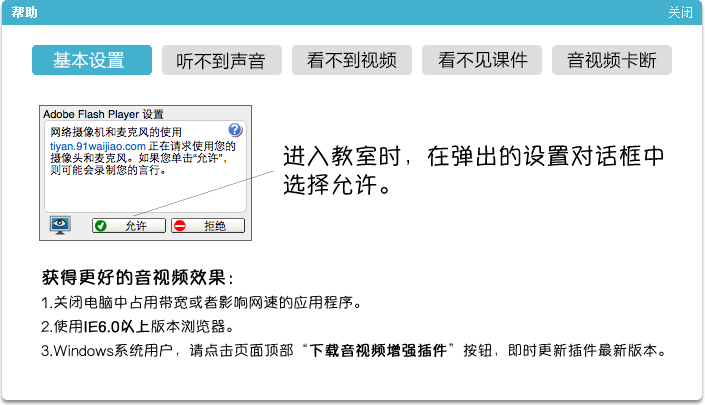 帮助
关闭
基本设置
听不到声音
看不到视频
看不见课件
音视频卡断
Adobe Flash Player 设置
网络摄像机和麦克风的使用
tiyan.91waijiao.com 正在请求使用您的
摄像头和麦克风。如果您单击“允许”，
则可能会录制您的言行。
允许
拒绝
进入教室时，在弹出的设置对话框中
选择允许。
获得更好的音视频效果：
1.关闭电脑中占用带宽或者影响网速的应用程序。
2.使用IE6.0以上版本浏览器。
3.Windows系统用户，请点击页面顶部“下载音视频增强插件”按钮，即时更新插件最新版本。